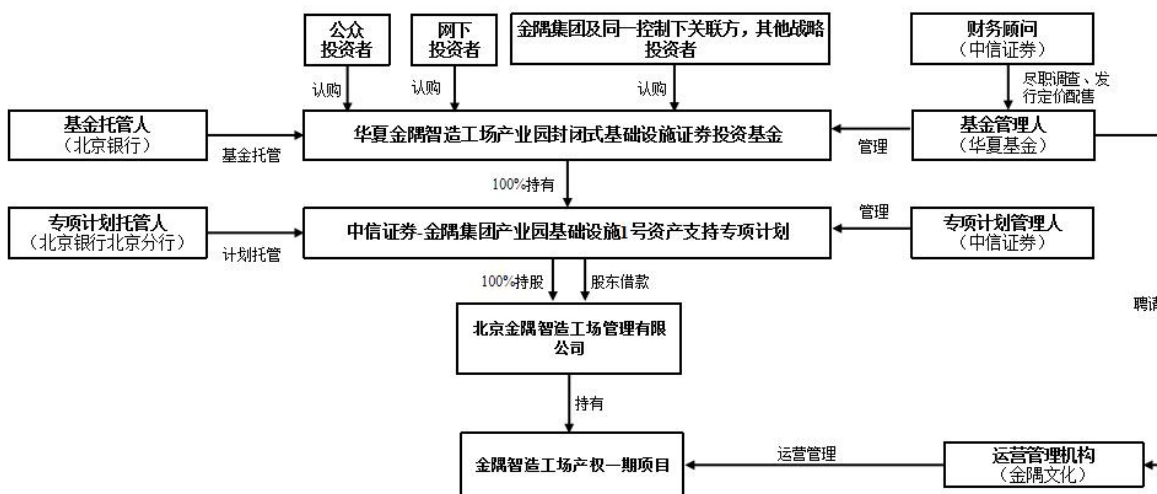 公众
投资者
网下
投资者
金隅集团及同一控制下关联方，其他战略
投资者
财务顾问
（中信证券）
认购
认购
认购
尽职调查、发
行定价配售
基金托管人
（北京银行）
基金托管
华夏金隅智造工场产业园封闭式基础设施证券投资基金
管理
基金管理人
（华夏基金）
100%持有
专项计划托管人
（北京银行北京分行）
计划托管
中信证券-金隅集团产业园基础设施1号资产支持专项计划
管理
专项计划管理人
（中信证券）
100%持股
股东借款
聘请
北京金隅智造工场管理有限
公司
持有
金隅智造工场产权一期项目
运营管理
运营管理机构
（金隅文化）